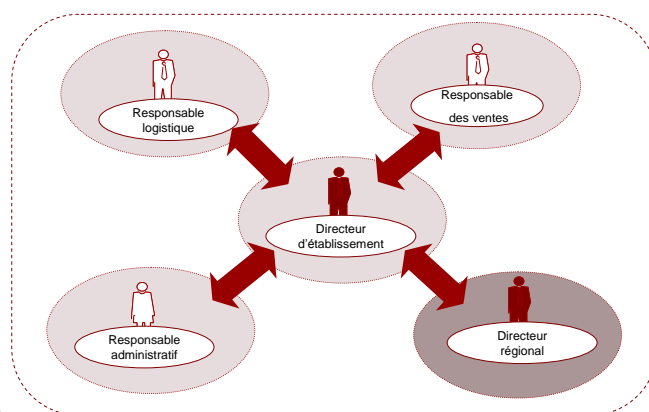 Responsable
logistique
Responsable
des ventes
Directeur
d'établissement
Responsable
administratif
Directeur
régional